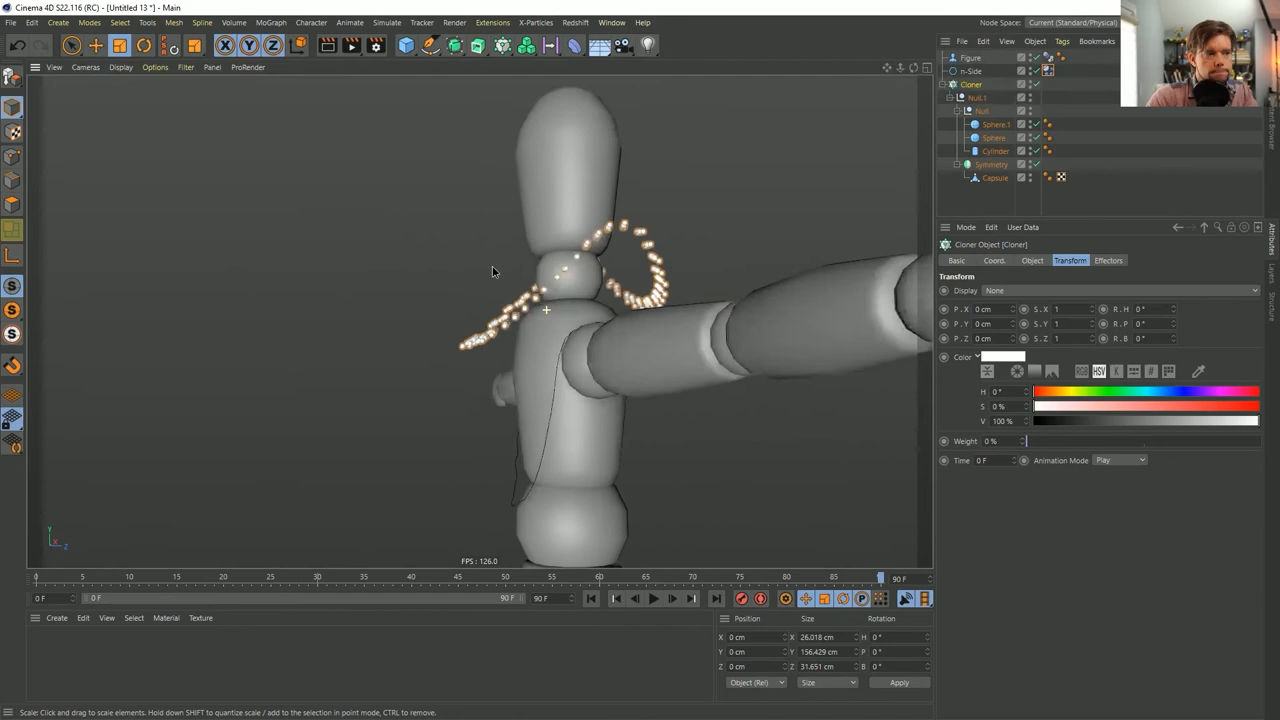 Cinema 4D S22.116 (RC) - [Untitled 13 *] - Main
File Edit Create Modes Select Tools Mesh Spline Volume MoGraph Character Animate Simulate Tracker Render Extensions X-Particles Redshift Window Help
Node Space: Current (Standard/Physical)
View Cameras Display Options Filter Panel ProRender
File Edit View Object Tags Bookmarks
Figure
n-Side
Cloner
Null.1
Null
Sphere.1
Sphere
Cylinder
Symmetry
Capsule
Mode Edit User Data
Attributes
Cloner Object [Cloner]
Basic Coord. Object Transform Effectors
Transform
Display None
P . X 0 cm S . X 1 R . H 0 °
P . Y 0 cm S . Y 1 R . P 0 °
P . Z 0 cm S . Z 1 R . B 0 °
Color
RGB HSV K #
H 0 °
S 0 %
V 100 %
Weight 0 %
Time 0 F Animation Mode Play
Structure
Y
X Z
FPS : 126.0
0 5 10 15 20 25 30 35 40 45 50 55 60 65 70 75 80 85 90 F
0 F 0 F 90 F 90 F
Create Edit View Select Material Texture
Position Size Rotation
X 0 cm X 26.018 cm H 0 °
Y 0 cm Y 156.429 cm P 0 °
Z 0 cm Z 31.651 cm B 0 °
Object (Rel) Size Apply
Scale: Click and drag to scale elements. Hold down SHIFT to quantize scale / add to the selection in point mode, CTRL to remove.